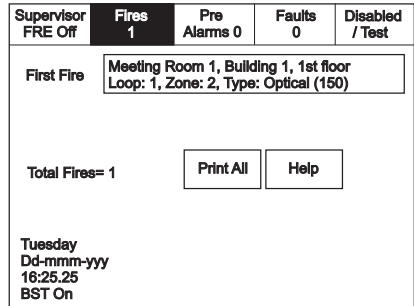 Supervisor
FRE Off
Fires
1
Pre
Alarms 0
Faults
0
Disabled
/ Test
First Fire
Meeting Room 1, Building 1, 1st floor
Loop: 1, Zone: 2, Type: Optical (150)
Total Fires= 1
Print All
Help
Tuesday
Dd-mmm-yyy
16:25.25
BST On